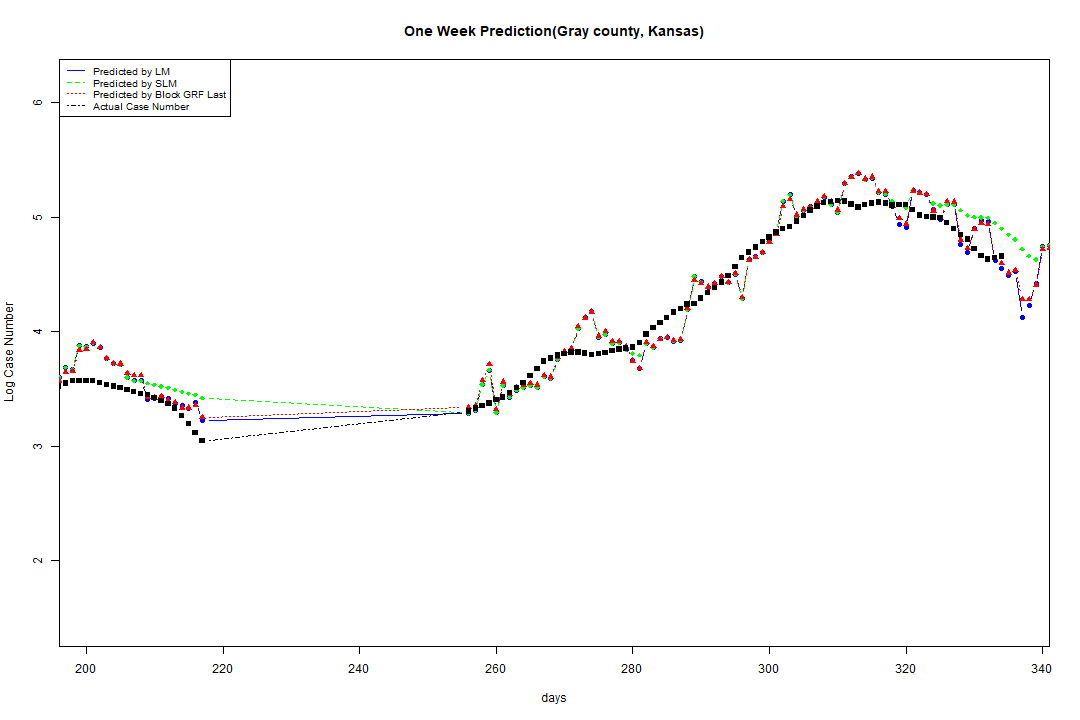 One Week Prediction(Gray county, Kansas)
Predicted by LM
Predicted by SLM
Predicted by Block GRF Last
Actual Case Number
6
5
4
3
2
Log Case Number
200 220 240 260 280 300 320 340
days